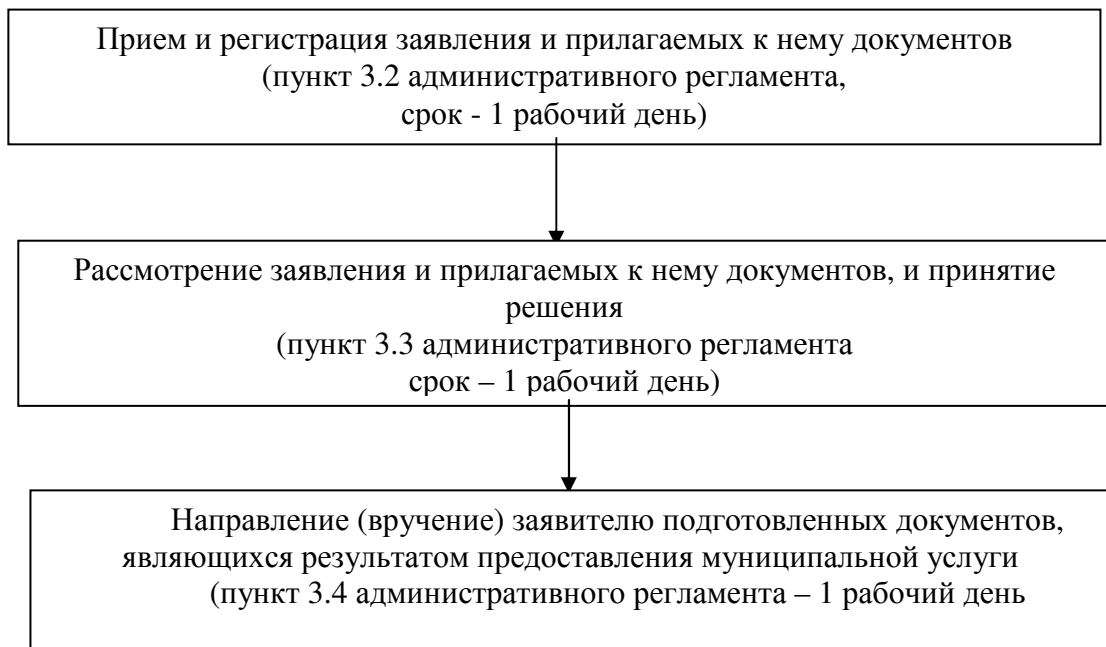 Прием и регистрация заявления и прилагаемых к нему документов
(пункт 3.2 административного регламента,
срок - 1 рабочий день)
Рассмотрение заявления и прилагаемых к нему документов, и принятие
решения
(пункт 3.3 административного регламента
срок – 1 рабочий день)
Направление (вручение) заявителю подготовленных документов,
являющихся результатом предоставления муниципальной услуги
(пункт 3.4 административного регламента – 1 рабочий день